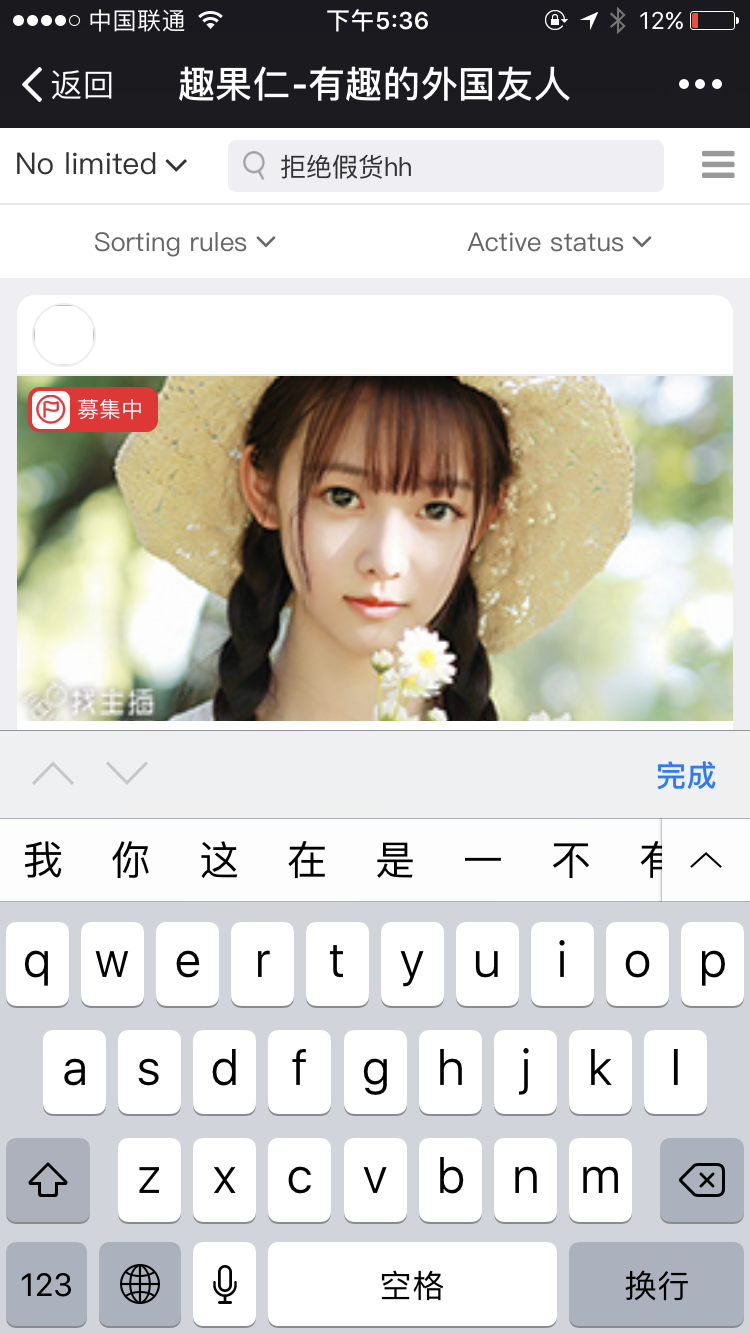 中国联通 下午5:36 12%
返回 趣果仁-有趣的外国友人
No limited 拒绝假货hh
Sorting rules Active status
募集中
找主播
完成
我 你 这 在 是 一 不 有
q w e r t y u i o p
a s d f g h j k l
z x c v b n m
123 空格 换行